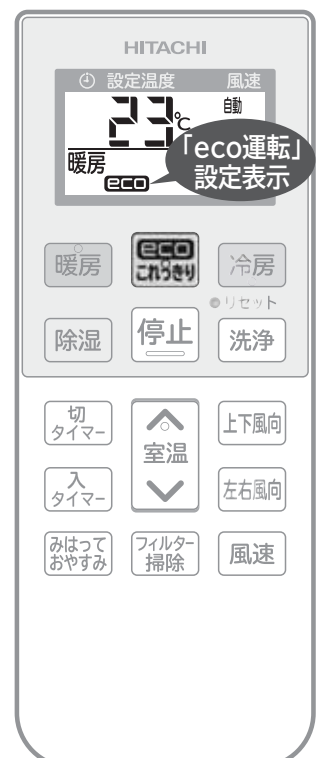 HITACHI
設定温度 風速
23℃ 自動
暖房
eco
「eco運転」
設定表示
暖房
eco
これっきり
冷房
リセット
除湿
停止
洗浄
切
タイマー
室温
上下風向
入
タイマー
左右風向
みはって
おやすみ
フィルター
掃除
風速